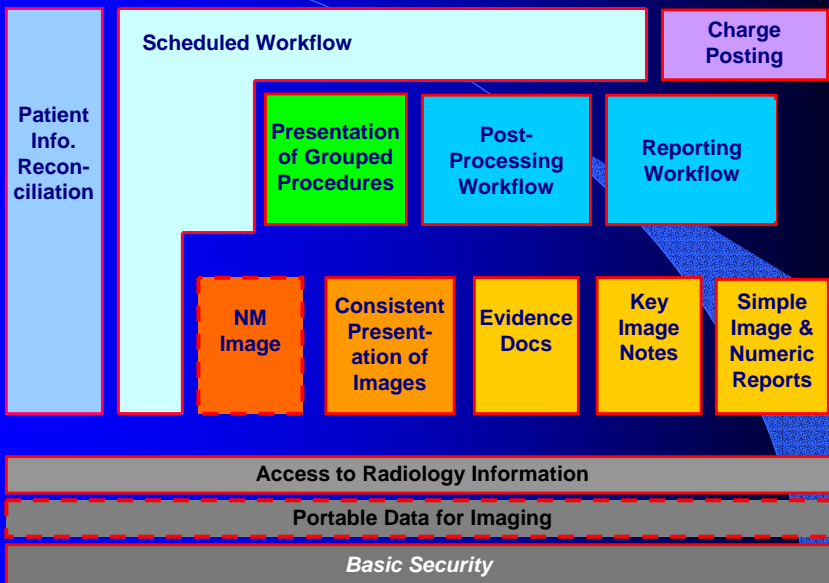 Scheduled Workflow
Charge
Posting
Patient
Info.
Recon-
ciliation
Presentation
of Grouped
Procedures
Post-
Processing
Workflow
Reporting
Workflow
NM
Image
Consistent
Present-
ation of
Images
Evidence
Docs
Key
Image
Notes
Simple
Image &
Numeric
Reports
Access to Radiology Information
Portable Data for Imaging
Basic Security